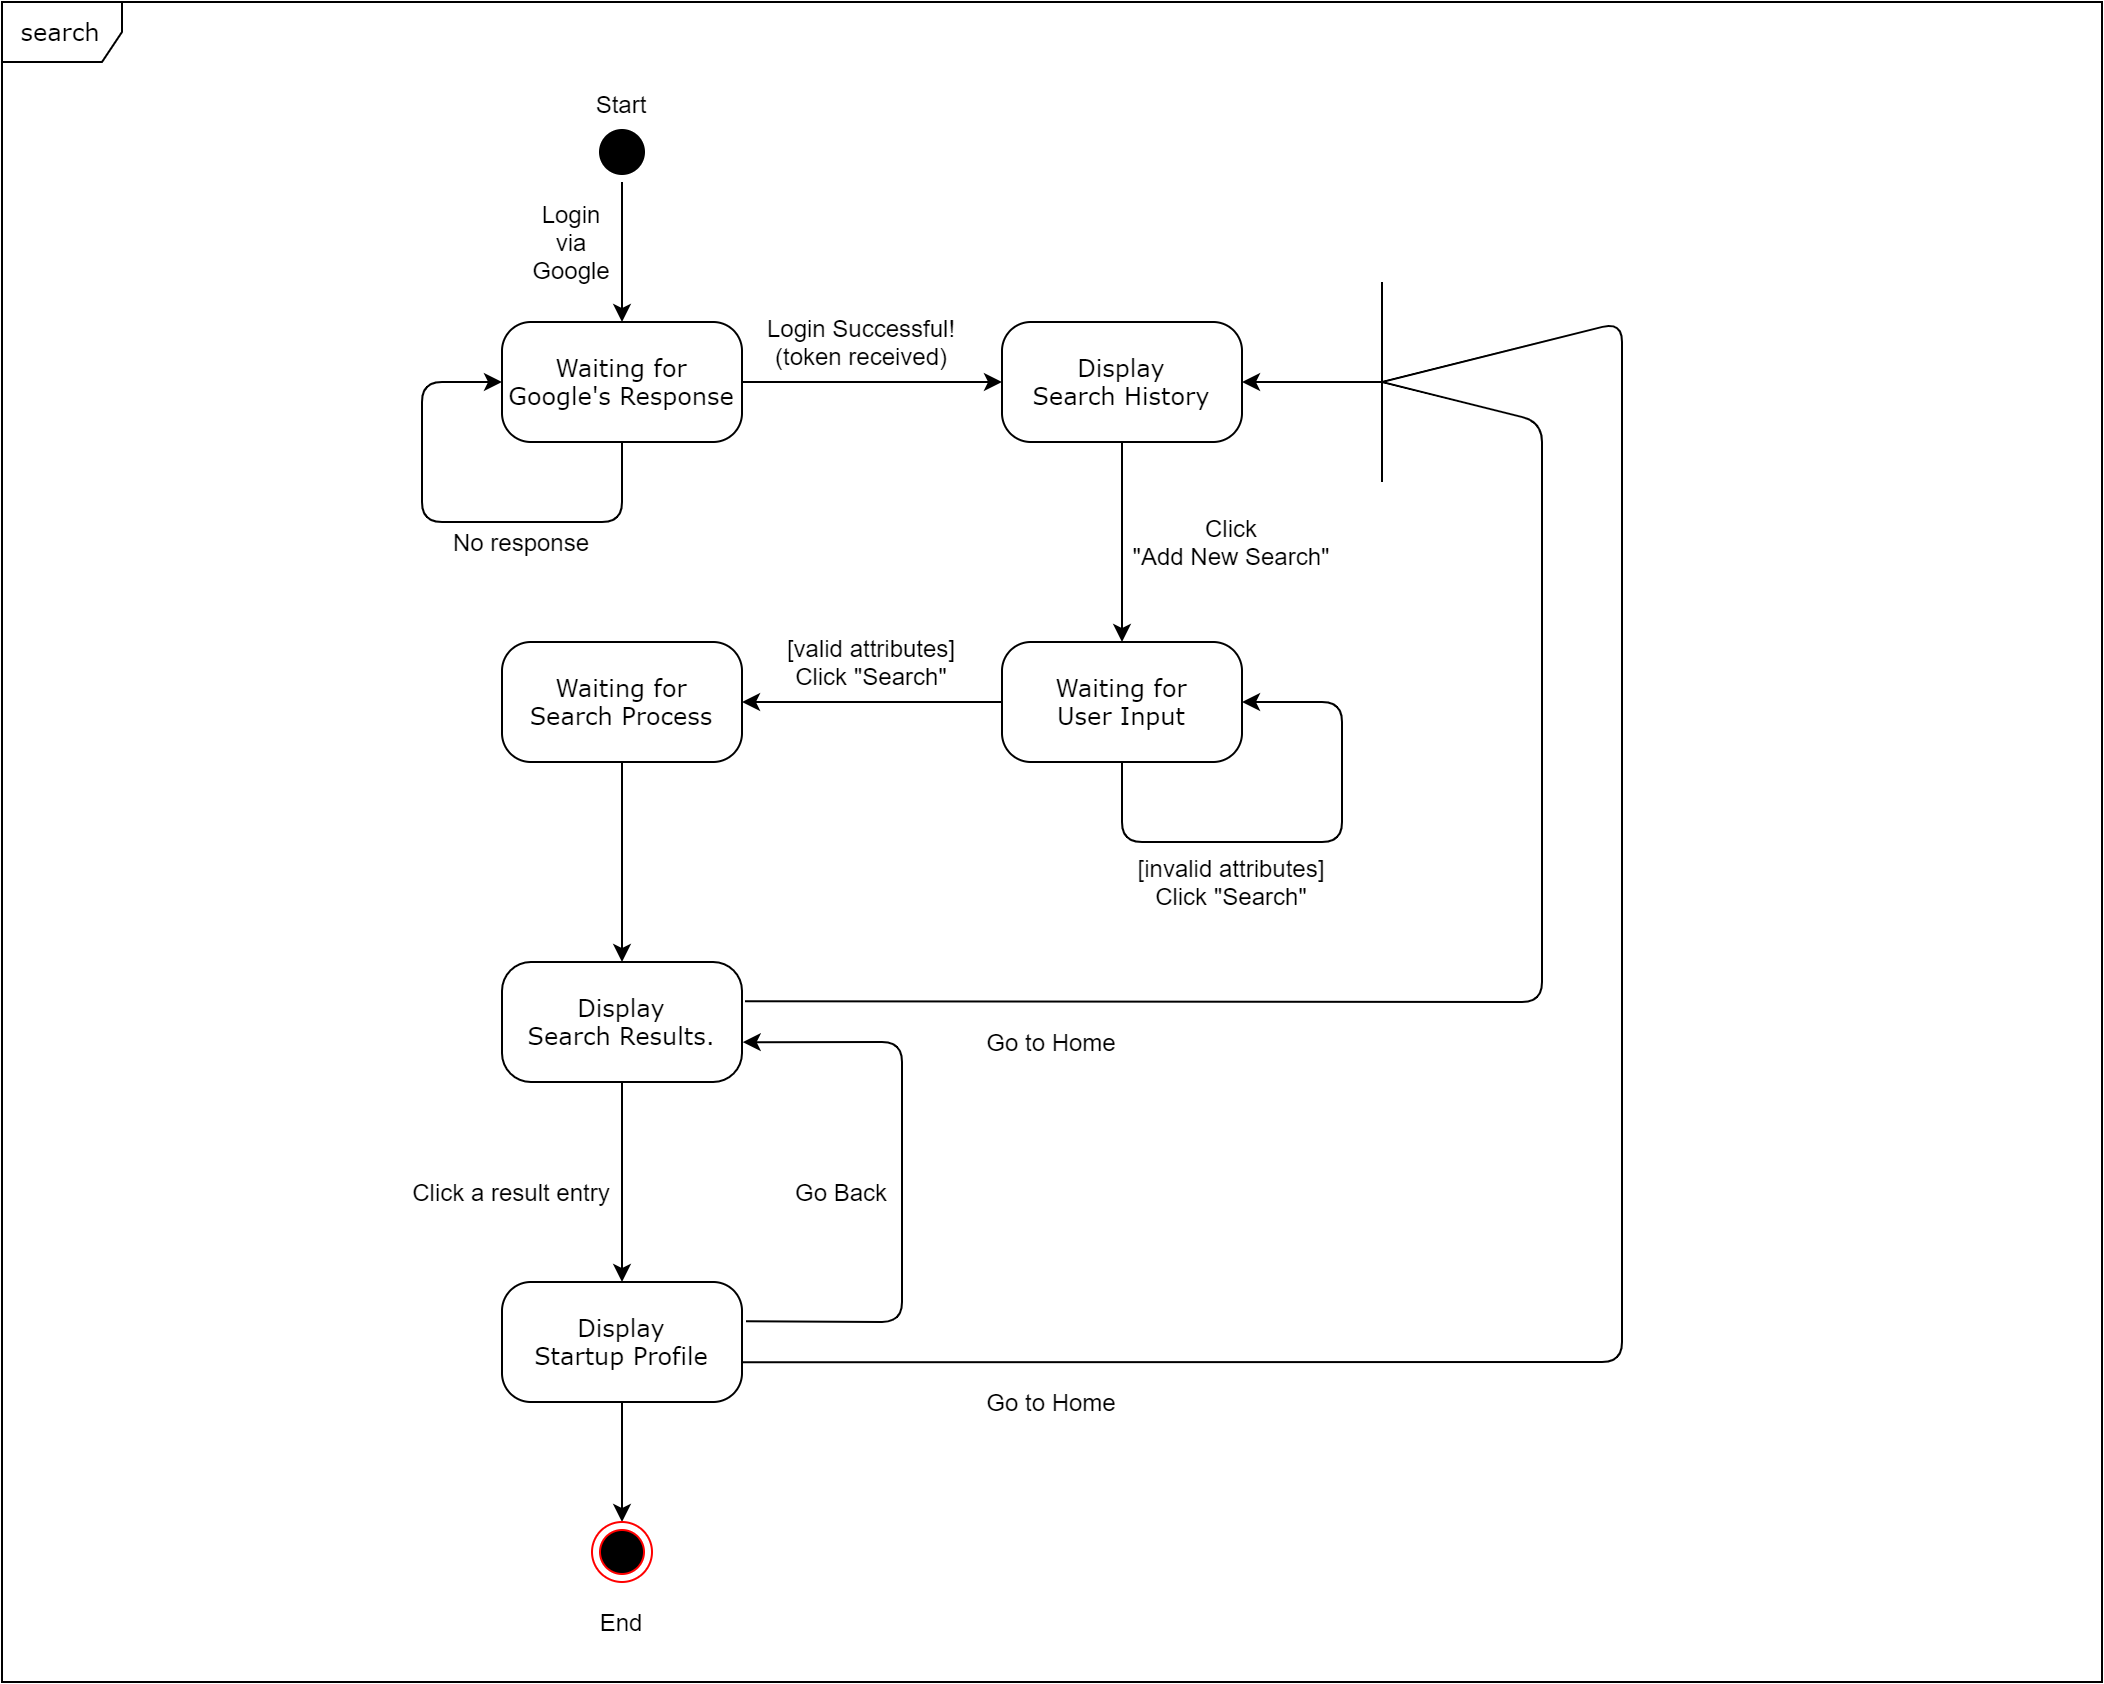 search
Start
Login
via
Google
Waiting for
Google's Response
Login Successful!
(token received)
Display
Search History
No response
Click
"Add New Search"
Waiting for
Search Process
[valid attributes]
Click "Search"
Waiting for
User Input
[invalid attributes]
Click "Search"
Display
Search Results.
Go to Home
Click a result entry
Go Back
Display
Startup Profile
Go to Home
End